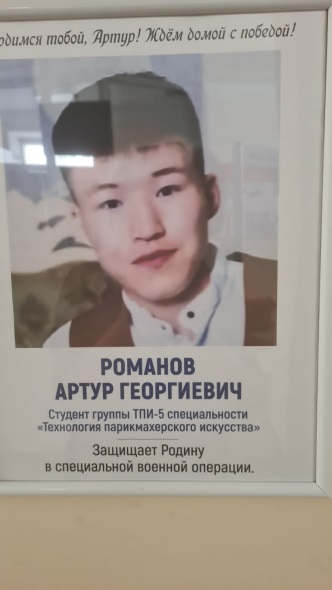 одимся тобой, Артур! Ждём домой с победой!
РОМАНОВ
АРТУР ГЕОРГИЕВИЧ
Студент группы ТПИ-5 специальности
«Технология парикмахерского искусства»
Защищает Родину
в специальной военной операции.